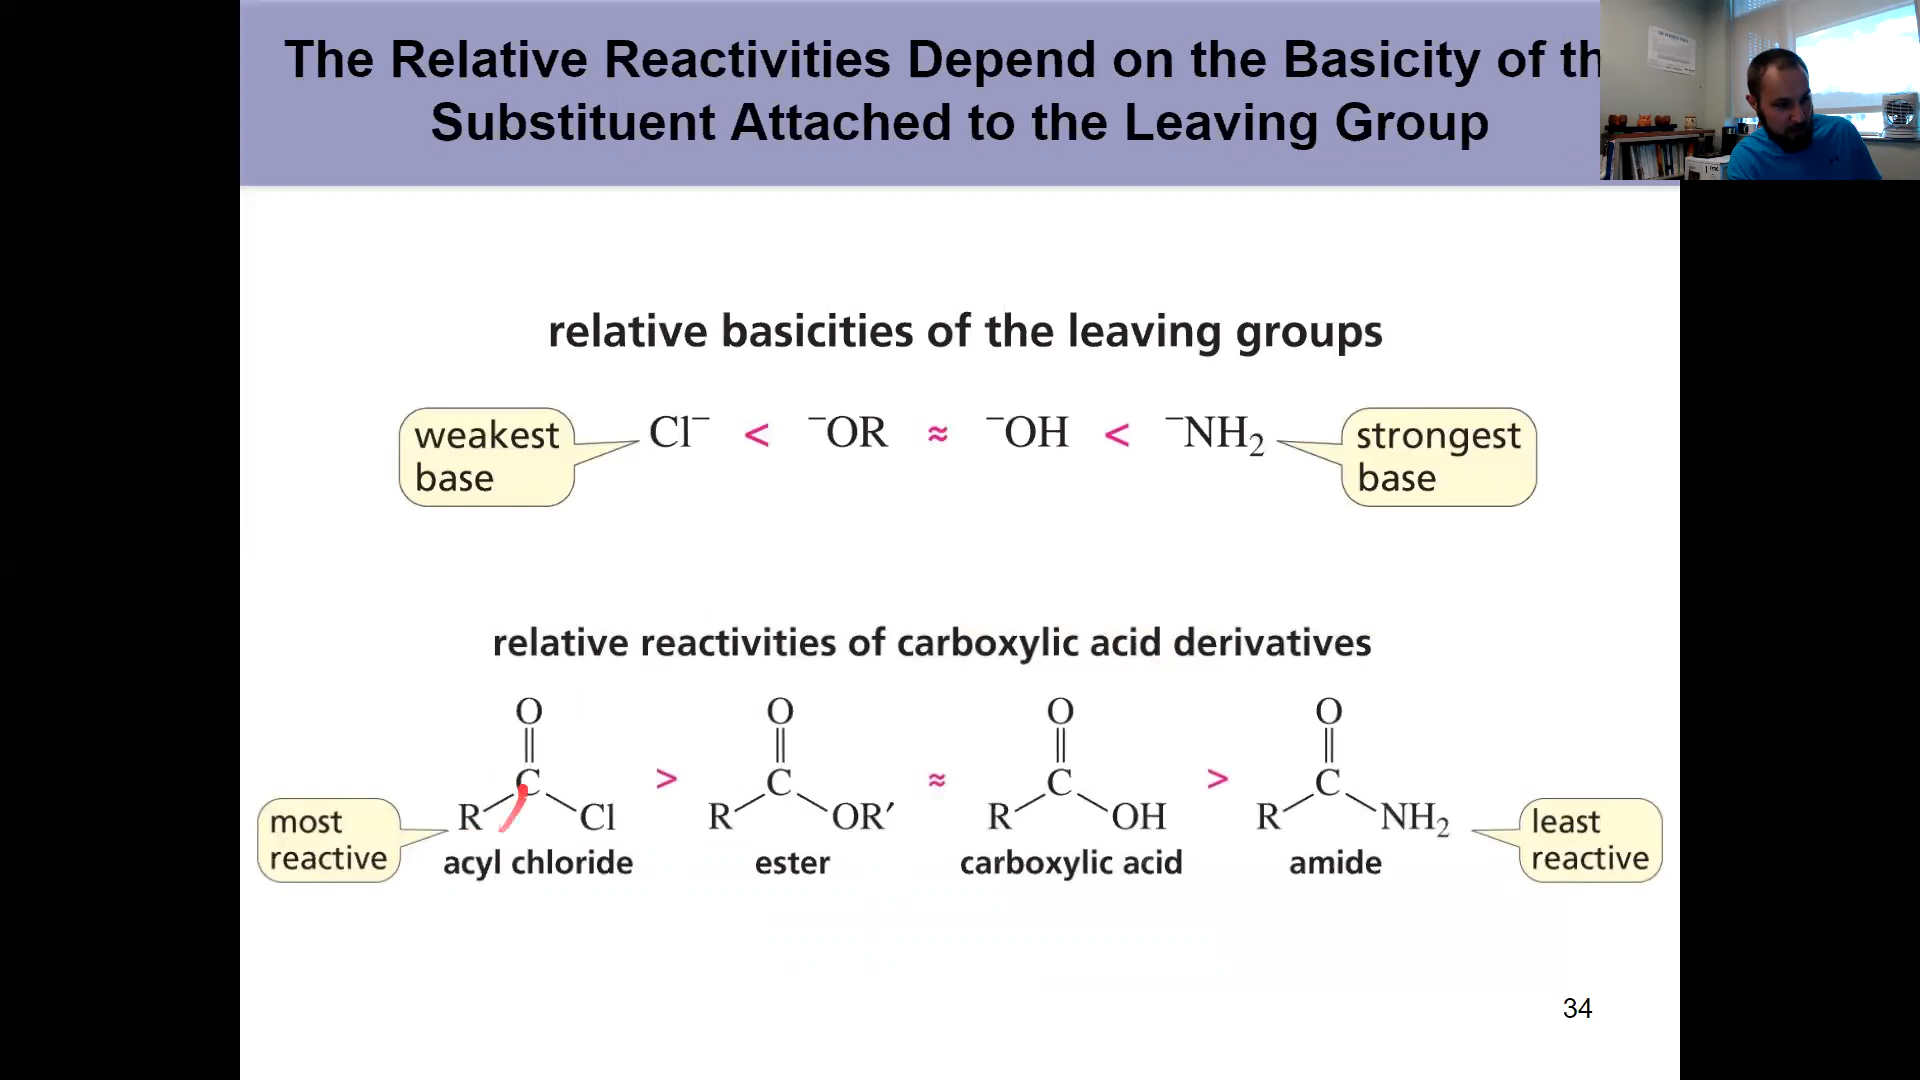 The Relative Reactivities Depend on the Basicity of th
Substituent Attached to the Leaving Group
relative basicities of the leaving groups
weakest base
Cl⁻ < ⁻OR ≈ ⁻OH < ⁻NH₂
strongest base
relative reactivities of carboxylic acid derivatives
O O O O
C > C ≈ C > C
R Cl R OR′ R OH R NH₂
most reactive
acyl chloride ester carboxylic acid amide
least reactive
34